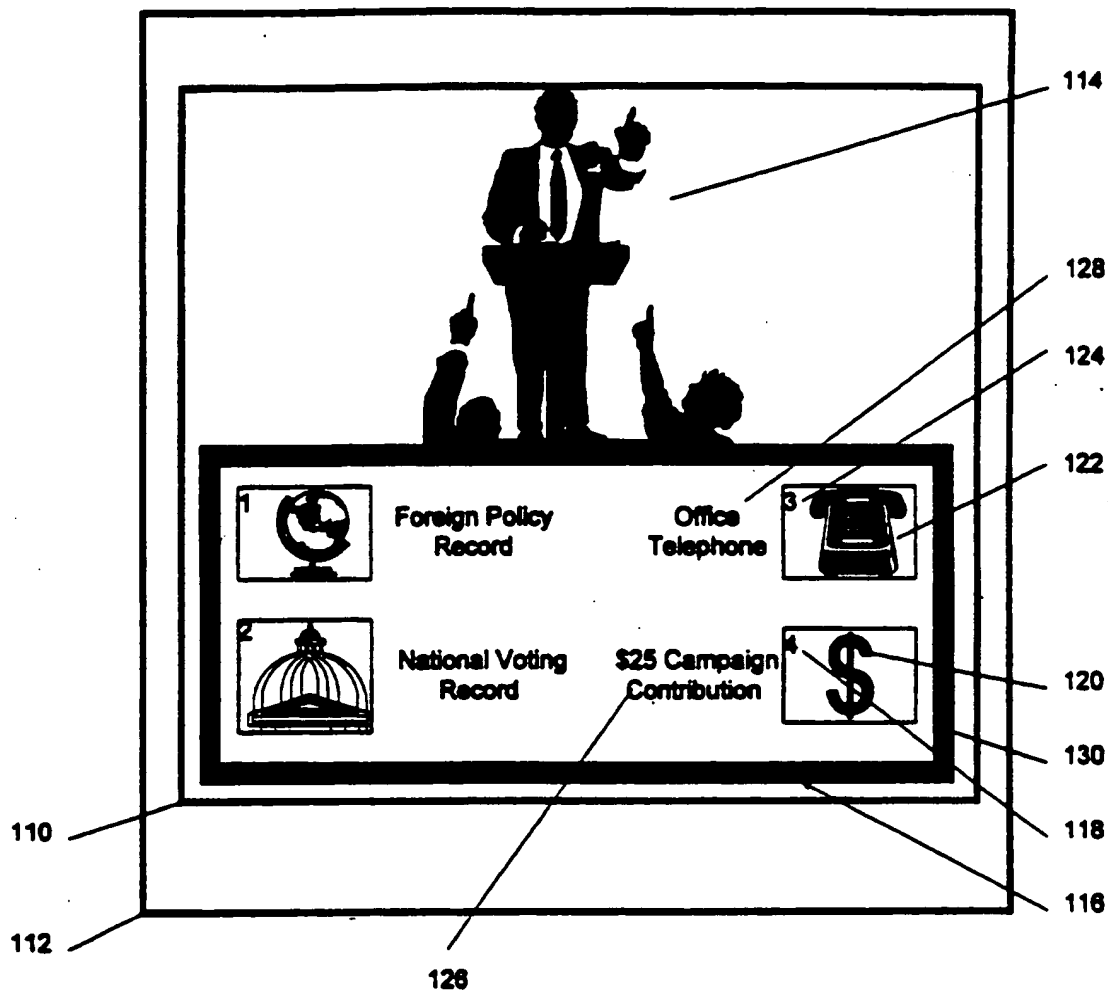 114
128
124
1
Foreign Policy
Record
Office
Telephone
3
122
2
National Voting
Record
$25 Campaign
Contribution
4
$
120
130
110
118
116
112
126